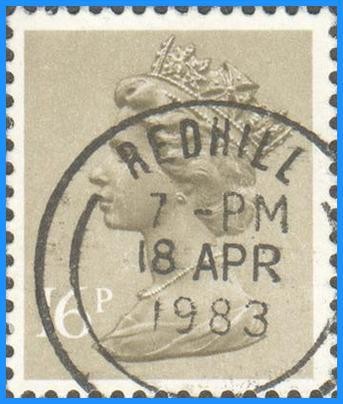 REDHILL
7-PM
18 APR
1983
16P